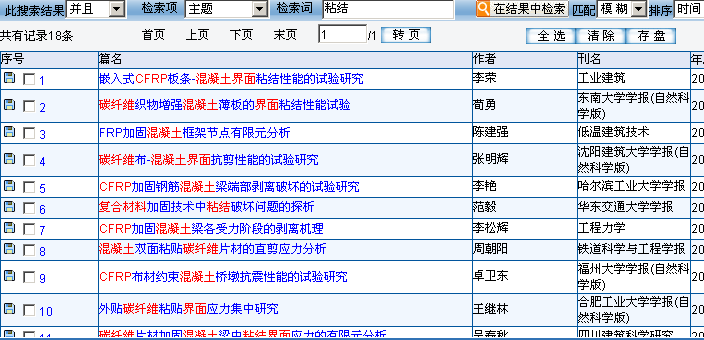 此搜索结果 并且 检索项 主题 检索词 粘结 在结果中检索 匹配 模 糊 排序 时间
共有记录18条 首页 上页 下页 末页 1 /1 转 页 全 选 清 除 存 盘
序号 篇名 作者 刊名
1 嵌入式CFRP板条-混凝土界面粘结性能的试验研究 李荣 工业建筑 20
2 碳纤维织物增强混凝土薄板的界面粘结性能试验 荀勇 东南大学学报(自然科
学版) 20
3 FRP加固混凝土框架节点有限元分析 陈建强 低温建筑技术 20
4 碳纤维布-混凝土界面抗剪性能的试验研究 张明辉 沈阳建筑大学学报(自
然科学版) 20
5 CFRP加固钢筋混凝土梁端部剥离破坏的试验研究 李艳 哈尔滨工业大学学报 20
6 复合材料加固技术中粘结破坏问题的探析 范毅 华东交通大学学报 20
7 CFRP加固混凝土梁各受力阶段的剥离机理 李松辉 工程力学 20
8 混凝土双面粘贴碳纤维片材的直剪应力分析 周朝阳 铁道科学与工程学报 20
9 CFRP布材约束混凝土桥墩抗震性能的试验研究 卓卫东 福州大学学报(自然科
学版) 20
10 外贴碳纤维粘贴界面应力集中研究 王继林 合肥工业大学学报(自
然科学版) 20
11 碳纤维片材加固混凝土梁中粘结界面应力的有限元分析 吴春秋 四川建筑科学研究 20